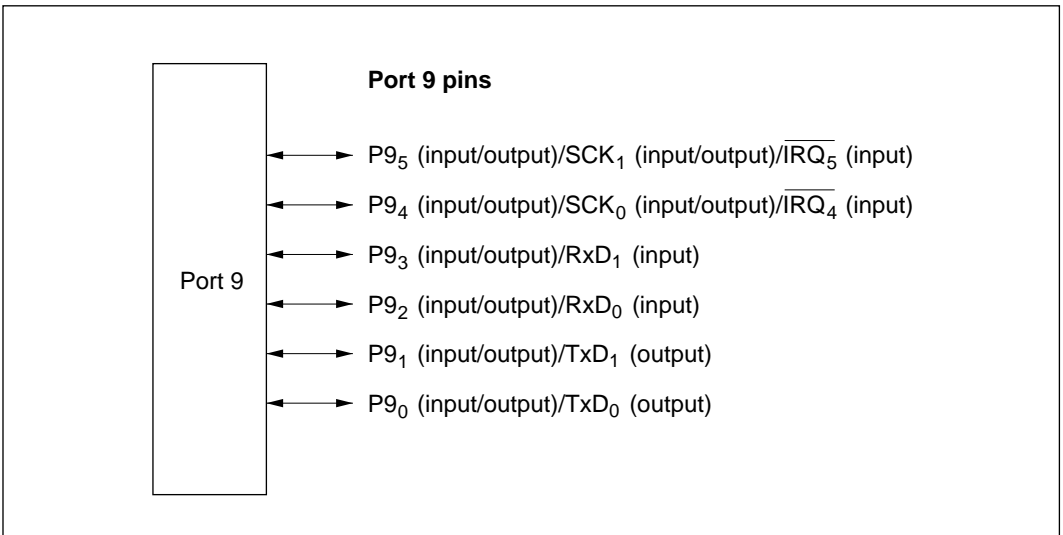 Port 9 pins
P9₅ (input/output)/SCK₁ (input/output)/I̅R̅Q̅₅̅ (input)
P9₄ (input/output)/SCK₀ (input/output)/I̅R̅Q̅₄̅ (input)
P9₃ (input/output)/RxD₁ (input)
Port 9
P9₂ (input/output)/RxD₀ (input)
P9₁ (input/output)/TxD₁ (output)
P9₀ (input/output)/TxD₀ (output)